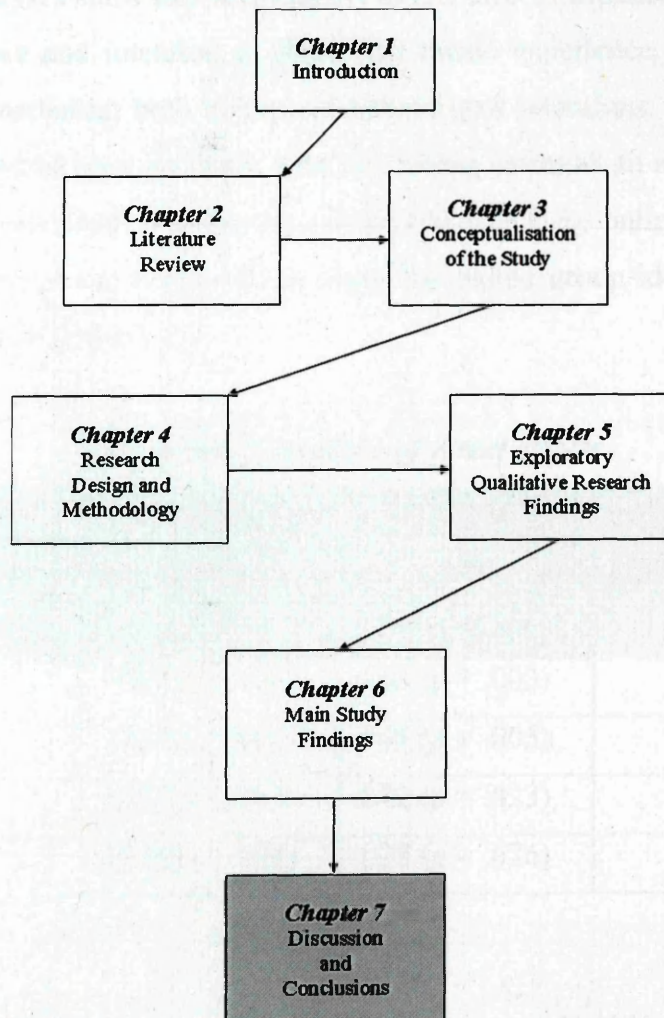 Chapter 1
Introduction
Chapter 2
Literature
Review
Chapter 3
Conceptualisation
of the Study
Chapter 4
Research
Design and
Methodology
Chapter 5
Exploratory
Qualitative Research
Findings
Chapter 6
Main Study
Findings
Chapter 7
Discussion
and
Conclusions